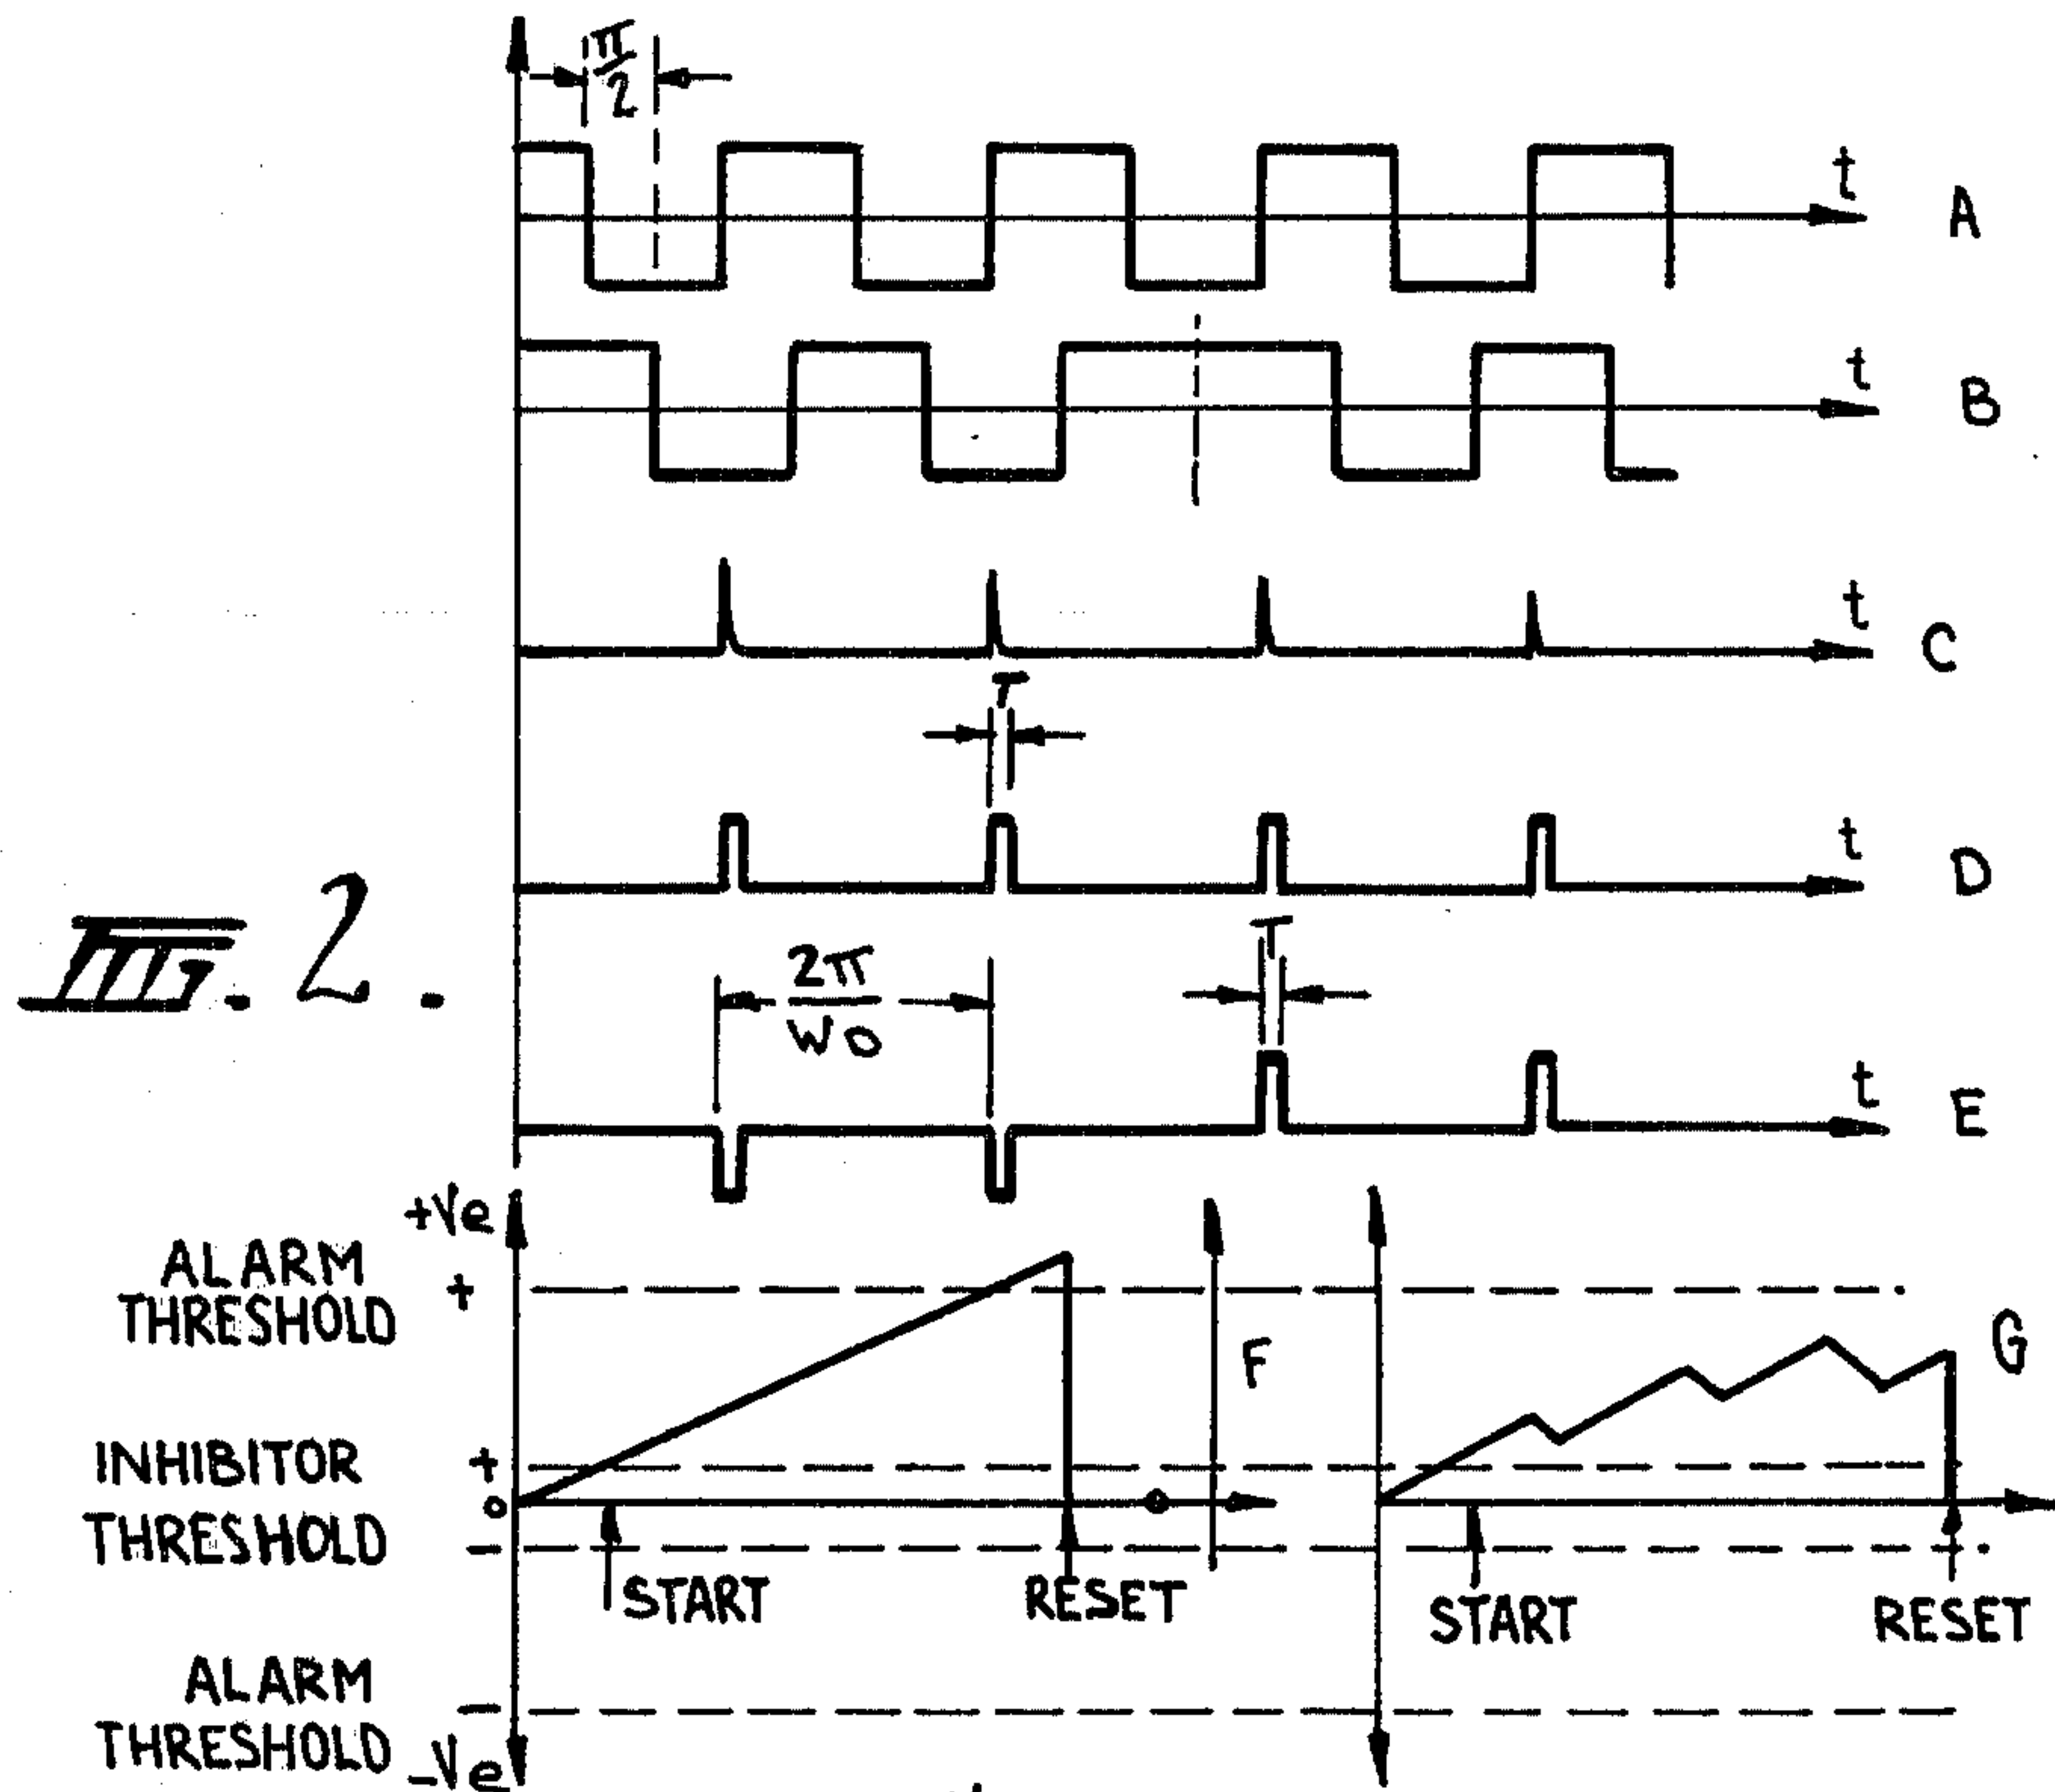 π
2
t
A
t
B
t
C
T
t
D
FIG. 2.
2π
W0
T
t
E
+Ve
ALARM
THRESHOLD
+
F
G
INHIBITOR
THRESHOLD
+
0
−
START
RESET
START
RESET
ALARM
THRESHOLD
−
−Ve